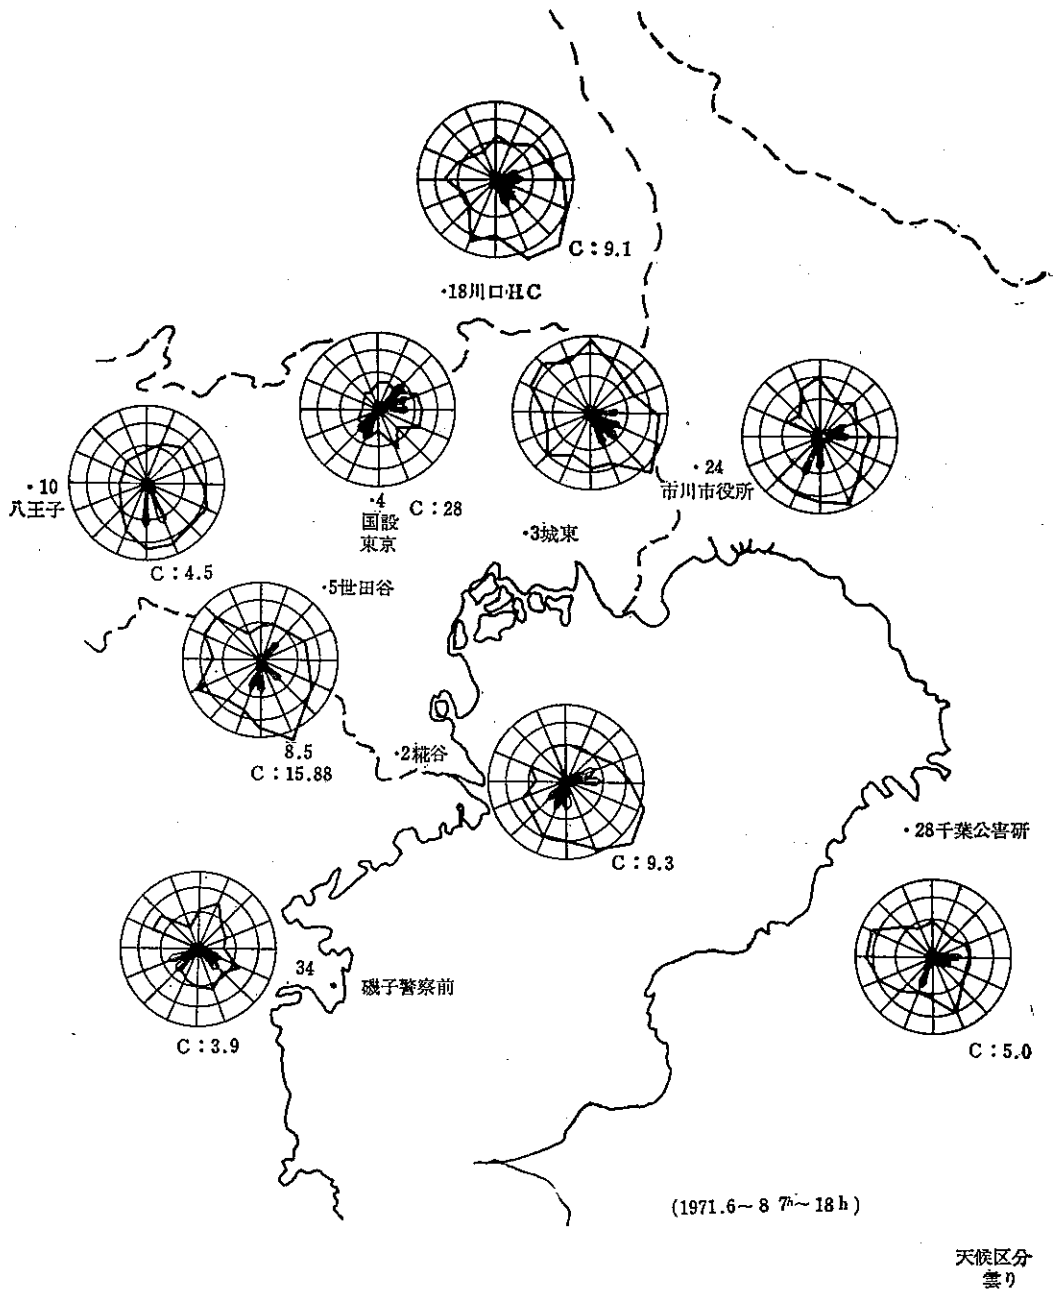 C:9.1
・18川口HC
・10
八王子
・4
国設
東京
C:28
・24
市川市役所
・3城東
C:4.5
・5世田谷
8.5
C:15.88
・2糀谷
・28千葉公害研
C:9.3
34
磯子警察前
C:3.9
C:5.0
(1971.6〜8 7h〜18h)
天候区分
雲り